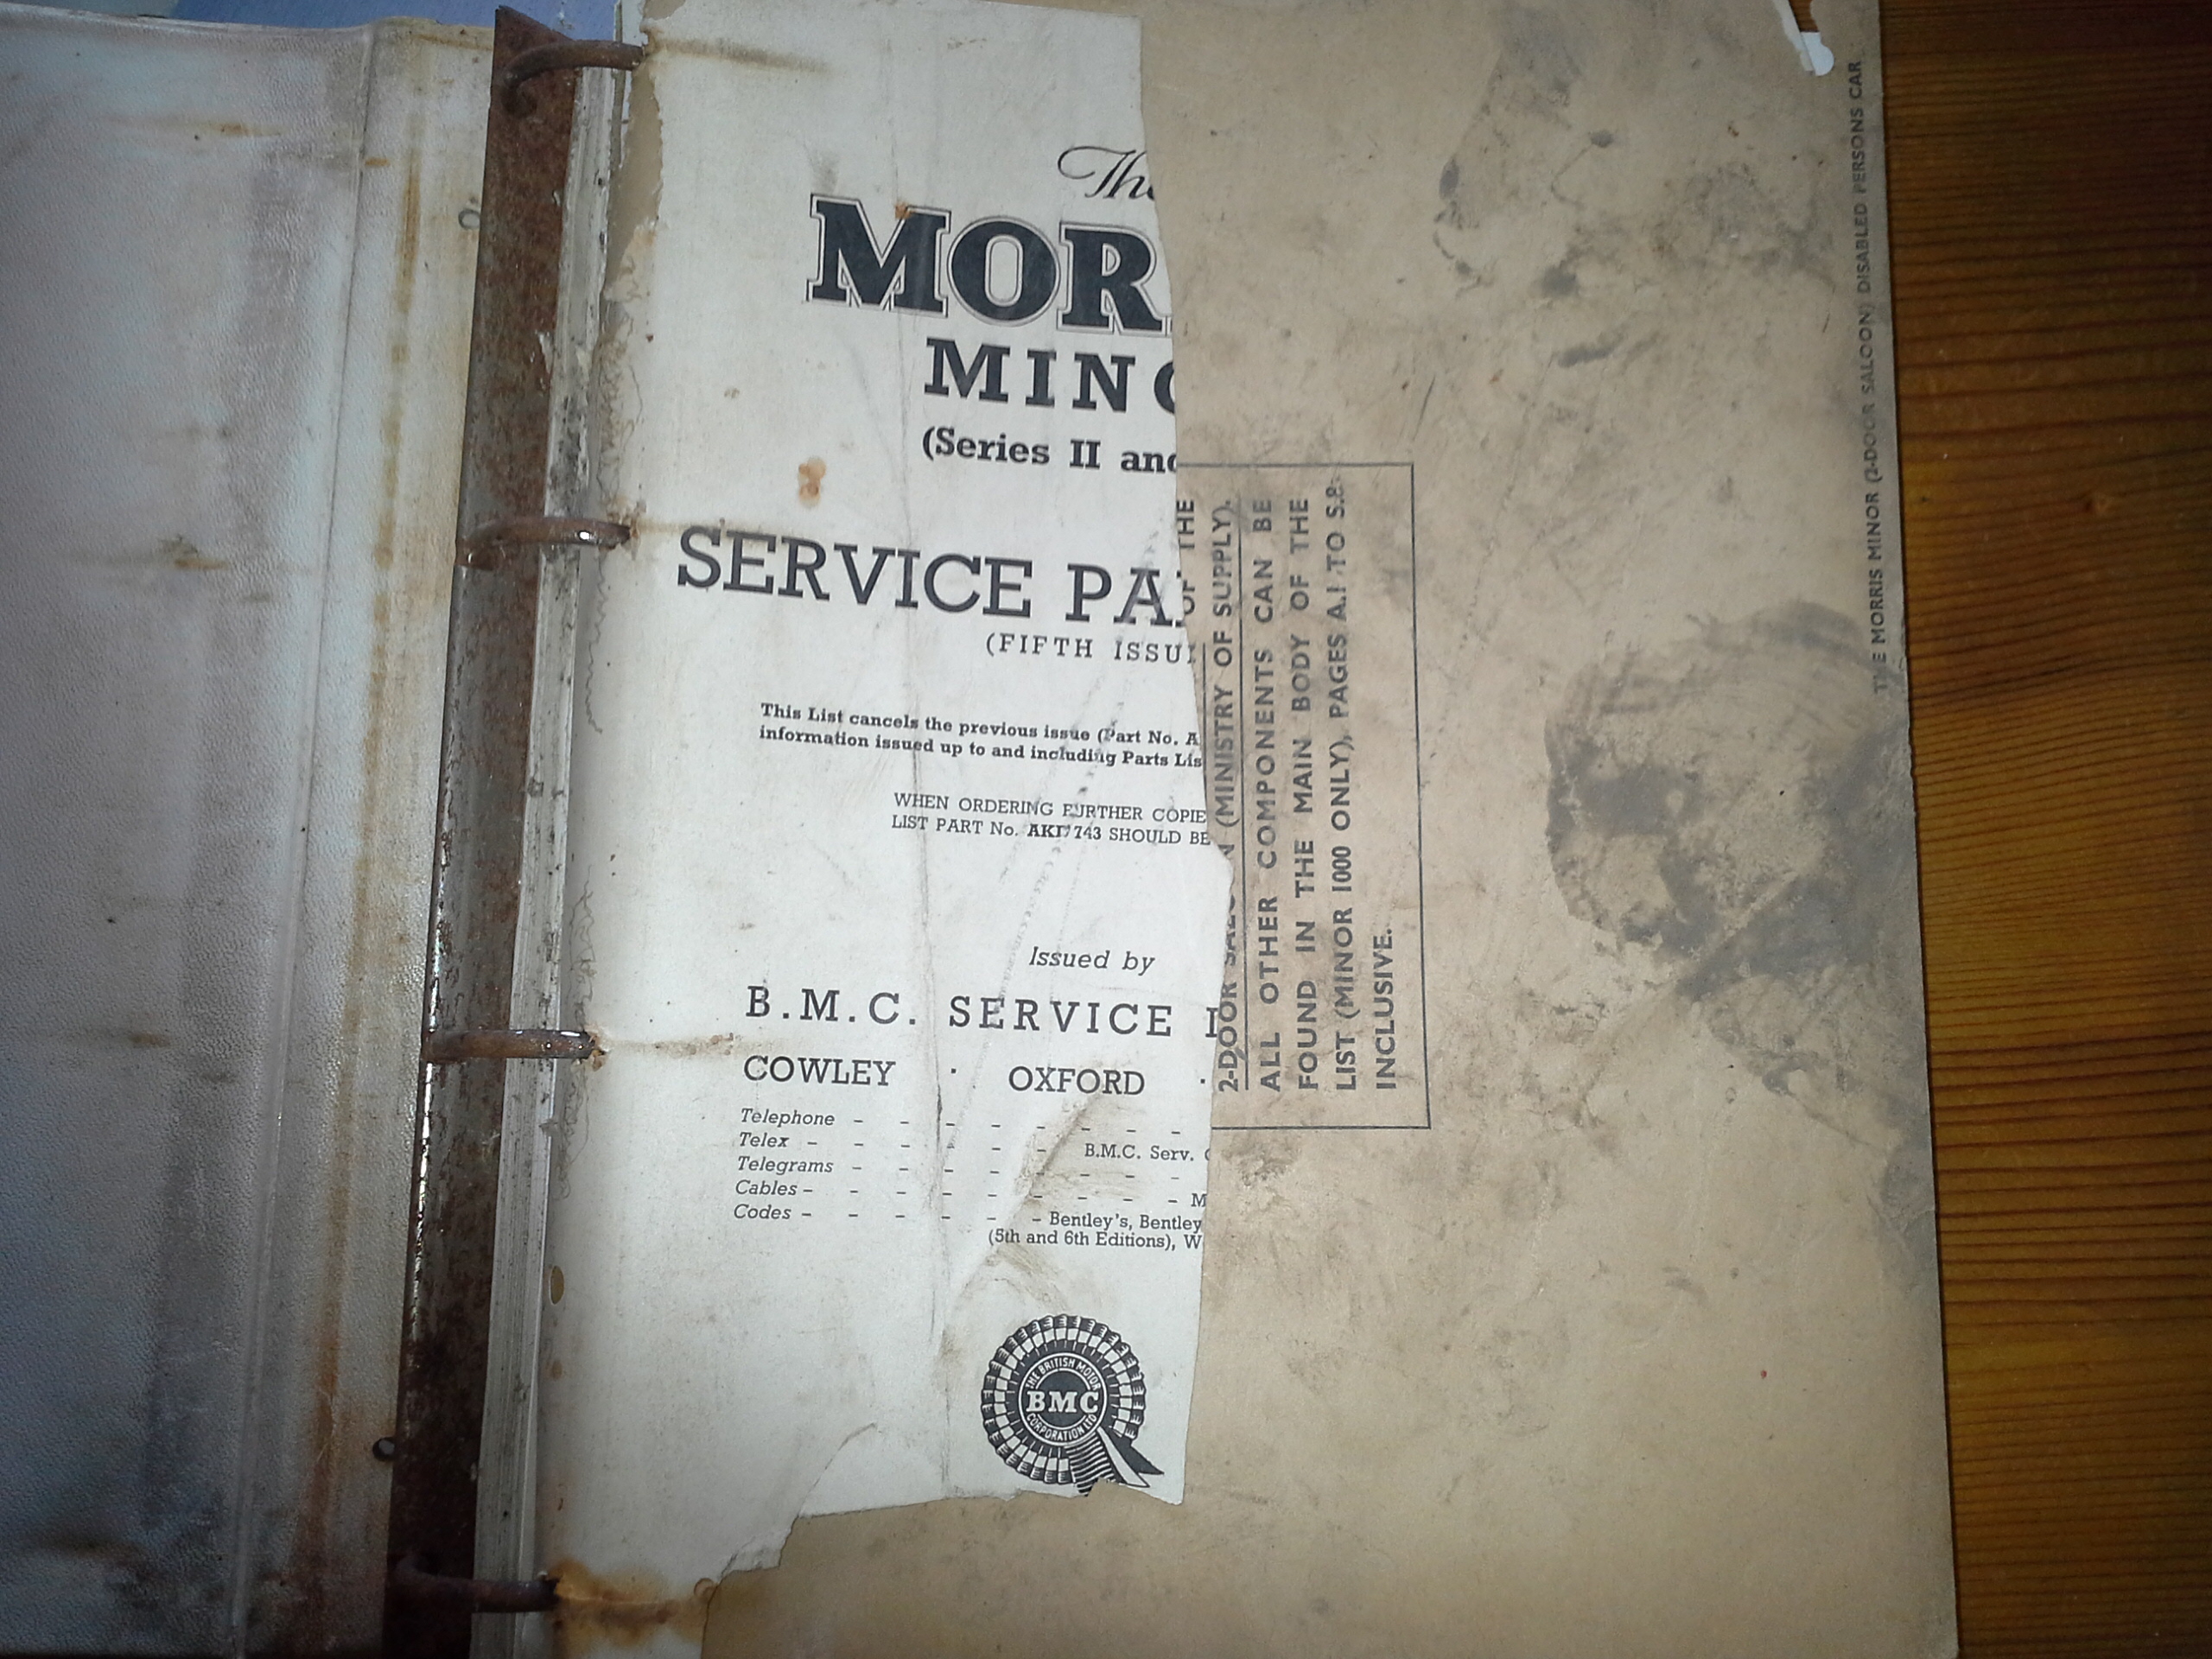 The
MOR
MINO
(Series II and
SERVICE PA
(FIFTH ISSU
This List cancels the previous issue (Part No. A
information issued up to and including Parts Lis
WHEN ORDERING FURTHER COPIE
LIST PART No. AKD 743 SHOULD BE
Issued by
B.M.C. SERVICE
COWLEY · OXFORD ·
Telephone - - - - - - - -
Telex - - - - - - B.M.C. Serv.
Telegrams - - - - - - - -
Cables - - - - - - - - - M
Codes - - - - - - Bentley's, Bentley
(5th and 6th Editions), W
THE BRITISH MOTOR
BMC
CORPORATION LTD
OF THE
2-DOOR SALOON (MINISTRY OF SUPPLY).
ALL OTHER COMPONENTS CAN BE
FOUND IN THE MAIN BODY OF THE
LIST (MINOR 1000 ONLY), PAGES A.1 TO S.8
INCLUSIVE.
THE MORRIS MINOR (2-DOOR SALOON) DISABLED PERSONS CAR